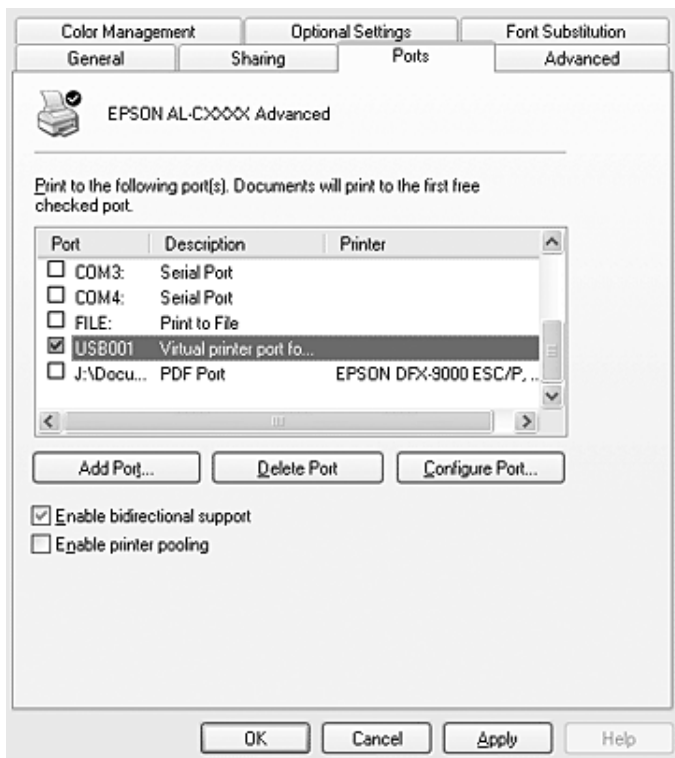 Color Management Optional Settings Font Substitution
General Sharing Ports Advanced
EPSON AL-CXXXX Advanced
Print to the following port(s). Documents will print to the first free
checked port.
Port Description Printer
COM3: Serial Port
COM4: Serial Port
FILE: Print to File
USB001 Virtual printer port fo...
J:\Docu... PDF Port EPSON DFX-9000 ESC/P, ..
Add Port... Delete Port Configure Port...
Enable bidirectional support
Enable printer pooling
OK Cancel Apply Help